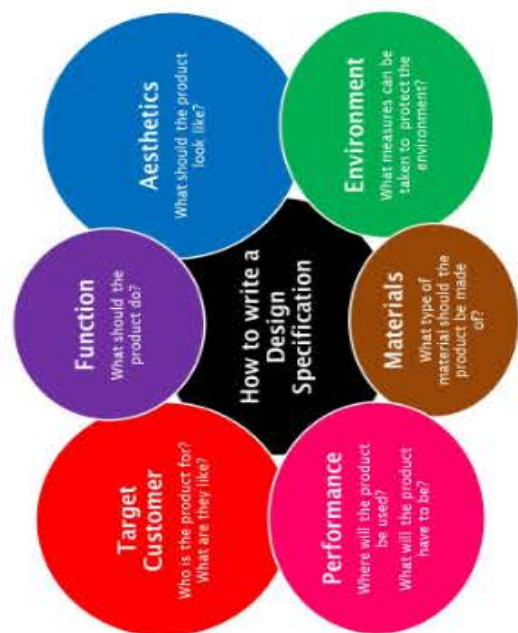 How to write a
Design
Specification
Function
What should the
product do?
Aesthetics
What should the product
look like?
Environment
What measures can be
taken to protect the
environment?
Materials
What type of
material should the
product be made
of?
Performance
Where will the product
be used?
What will the product
have to be?
Target
Customer
Who is the product for?
What are they like?